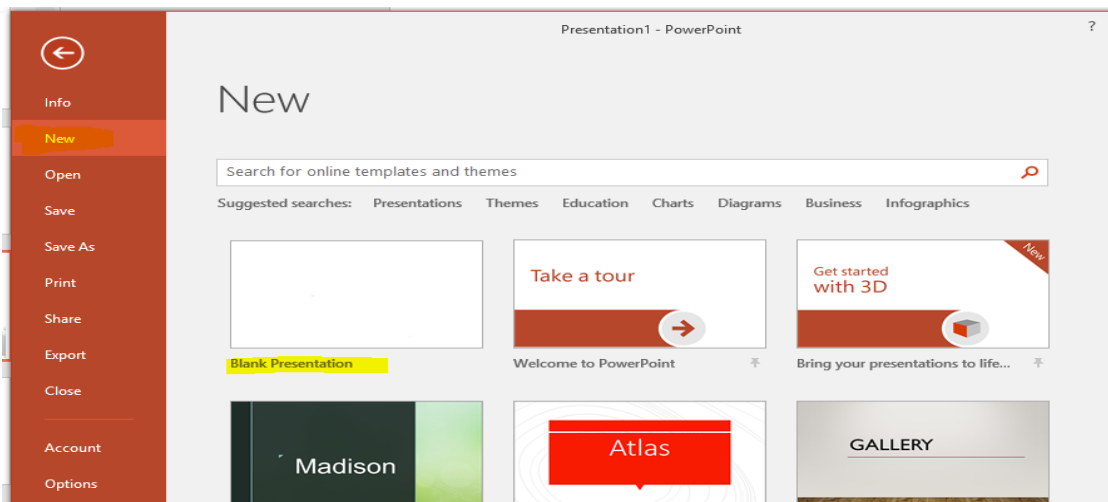 Presentation1 - PowerPoint
?
Info
New
Open
Save
Save As
Print
Share
Export
Close
Account
Options
New
Search for online templates and themes
Suggested searches: Presentations Themes Education Charts Diagrams Business Infographics
Take a tour
Get started
with 3D
New
Blank Presentation
Welcome to PowerPoint
Bring your presentations to life...
Madison
Atlas
GALLERY